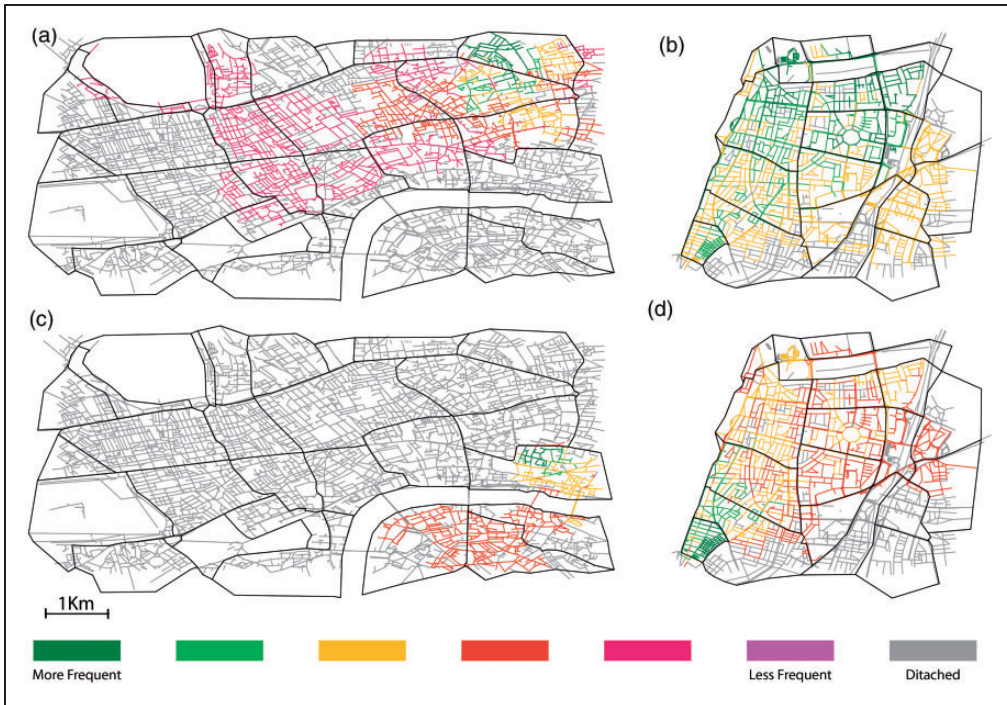 (a)
(b)
(c)
(d)
1Km
More Frequent
Less Frequent
Ditached